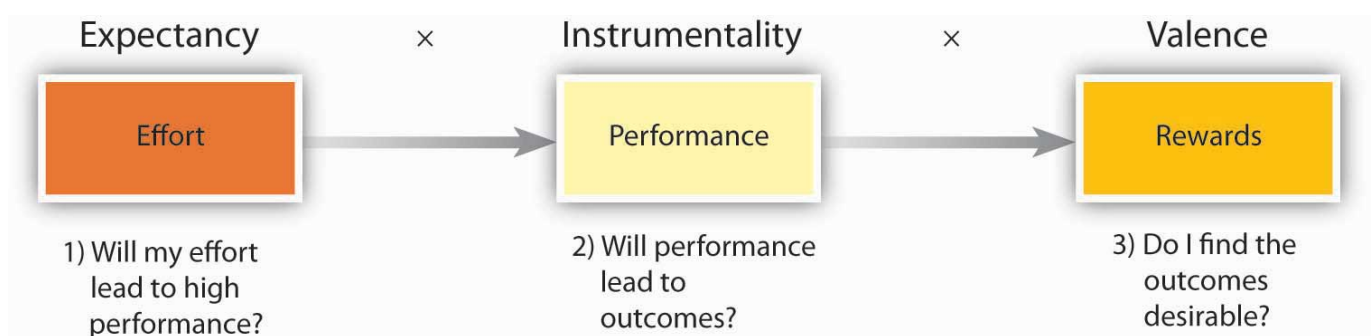 Expectancy × Instrumentality × Valence
Effort
Performance
Rewards
1) Will my effort
lead to high
performance?
2) Will performance
lead to
outcomes?
3) Do I find the
outcomes
desirable?